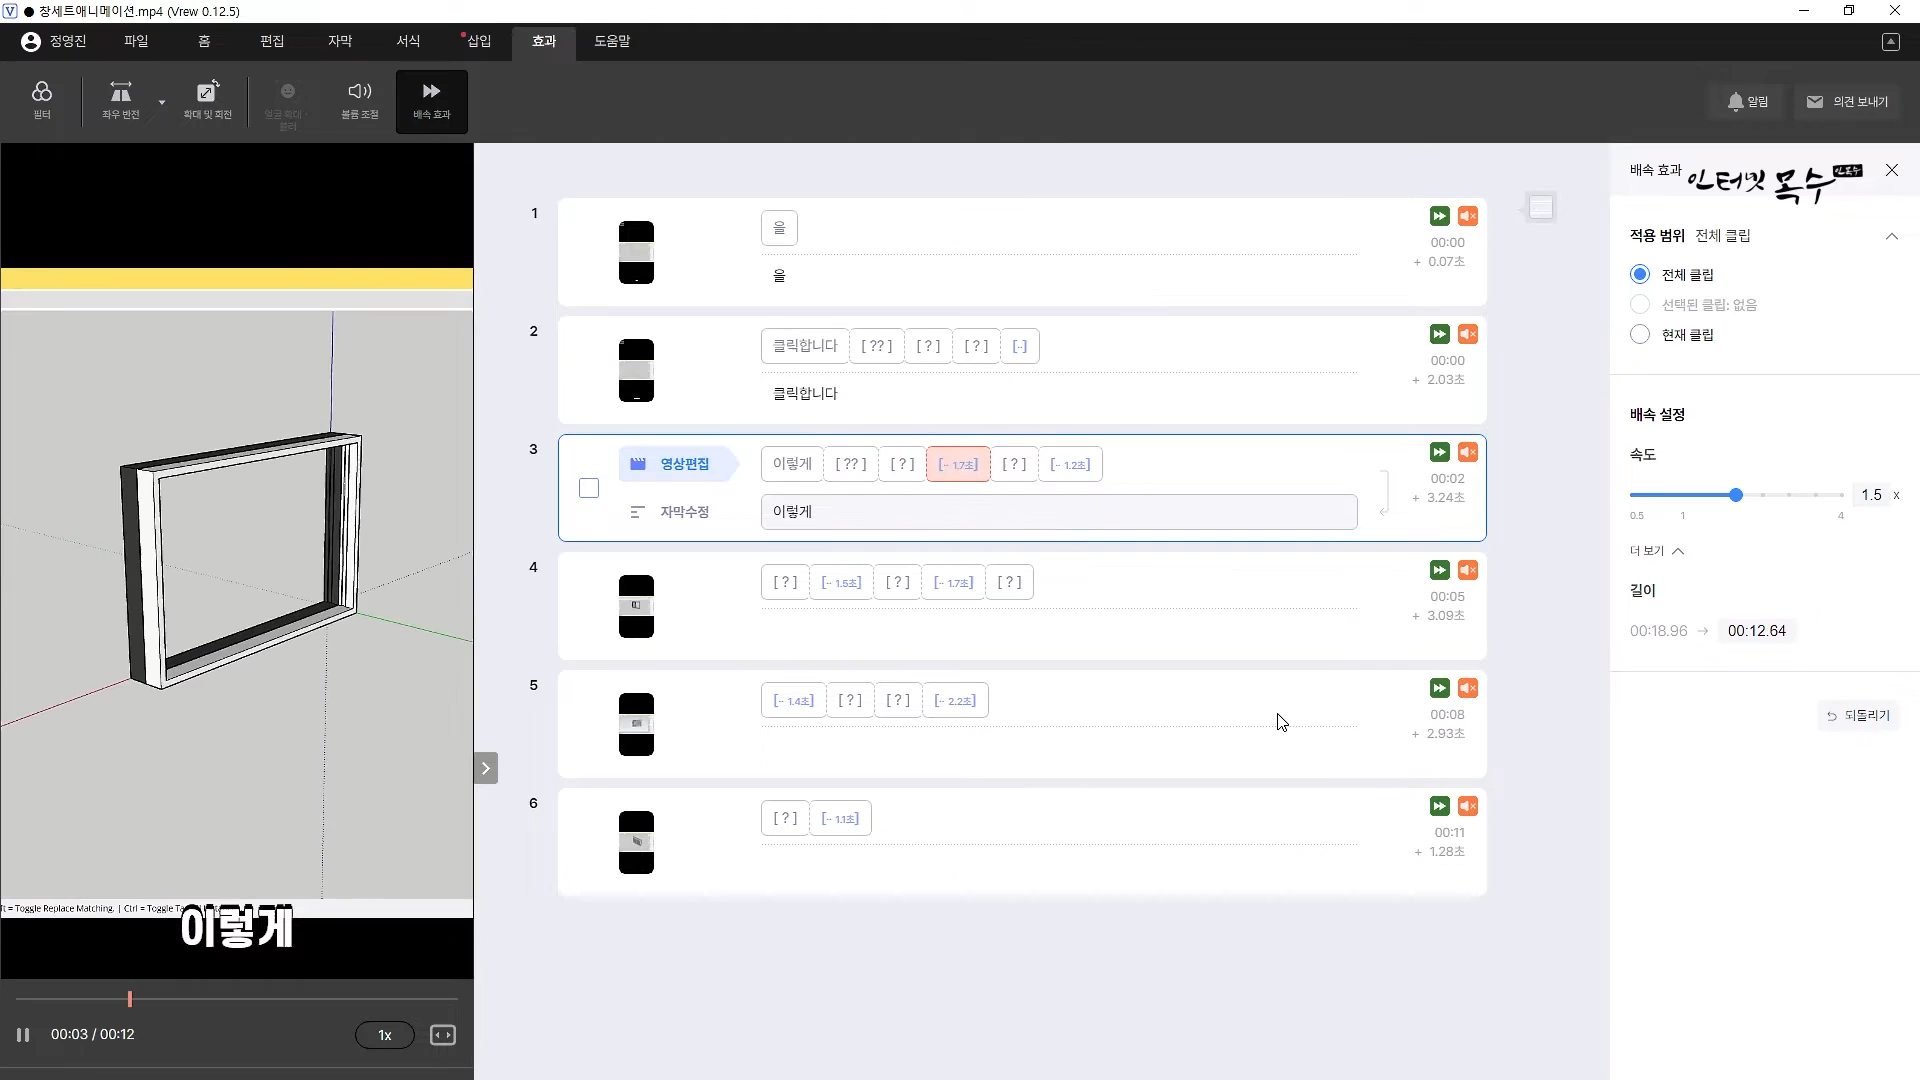 창세트애니메이션.mp4 (Vrew 0.12.5)
정영진 파일 홈 편집 자막 서식 삽입 효과 도움말
필터 좌우 반전 확대 및 회전 얼굴 확대 · 블러 볼륨 조절 배속 효과 알림 의견 보내기
배속 효과
인터넷 목수
적용 범위 전체 클립
전체 클립
선택된 클립: 없음
현재 클립
배속 설정
속도
1.5 x
0.5 1 4
더 보기
길이
00:18.96 → 00:12.64
되돌리기
1
을
을
00:00
+ 0.07초
2
클릭합니다 [ ?? ] [ ? ] [ ? ] [··]
클릭합니다
00:00
+ 2.03초
3
영상편집
이렇게 [ ?? ] [ ? ] [·· 1.7초] [ ? ] [·· 1.2초]
자막수정
이렇게
00:02
+ 3.24초
4
[ ? ] [·· 1.5초] [ ? ] [·· 1.7초] [ ? ]
00:05
+ 3.09초
5
[·· 1.4초] [ ? ] [ ? ] [·· 2.2초]
00:08
+ 2.93초
6
[ ? ] [·· 1.1초]
00:11
+ 1.28초
= Toggle Replace Matching. | Ctrl = Toggle
이렇게
00:03 / 00:12
1x